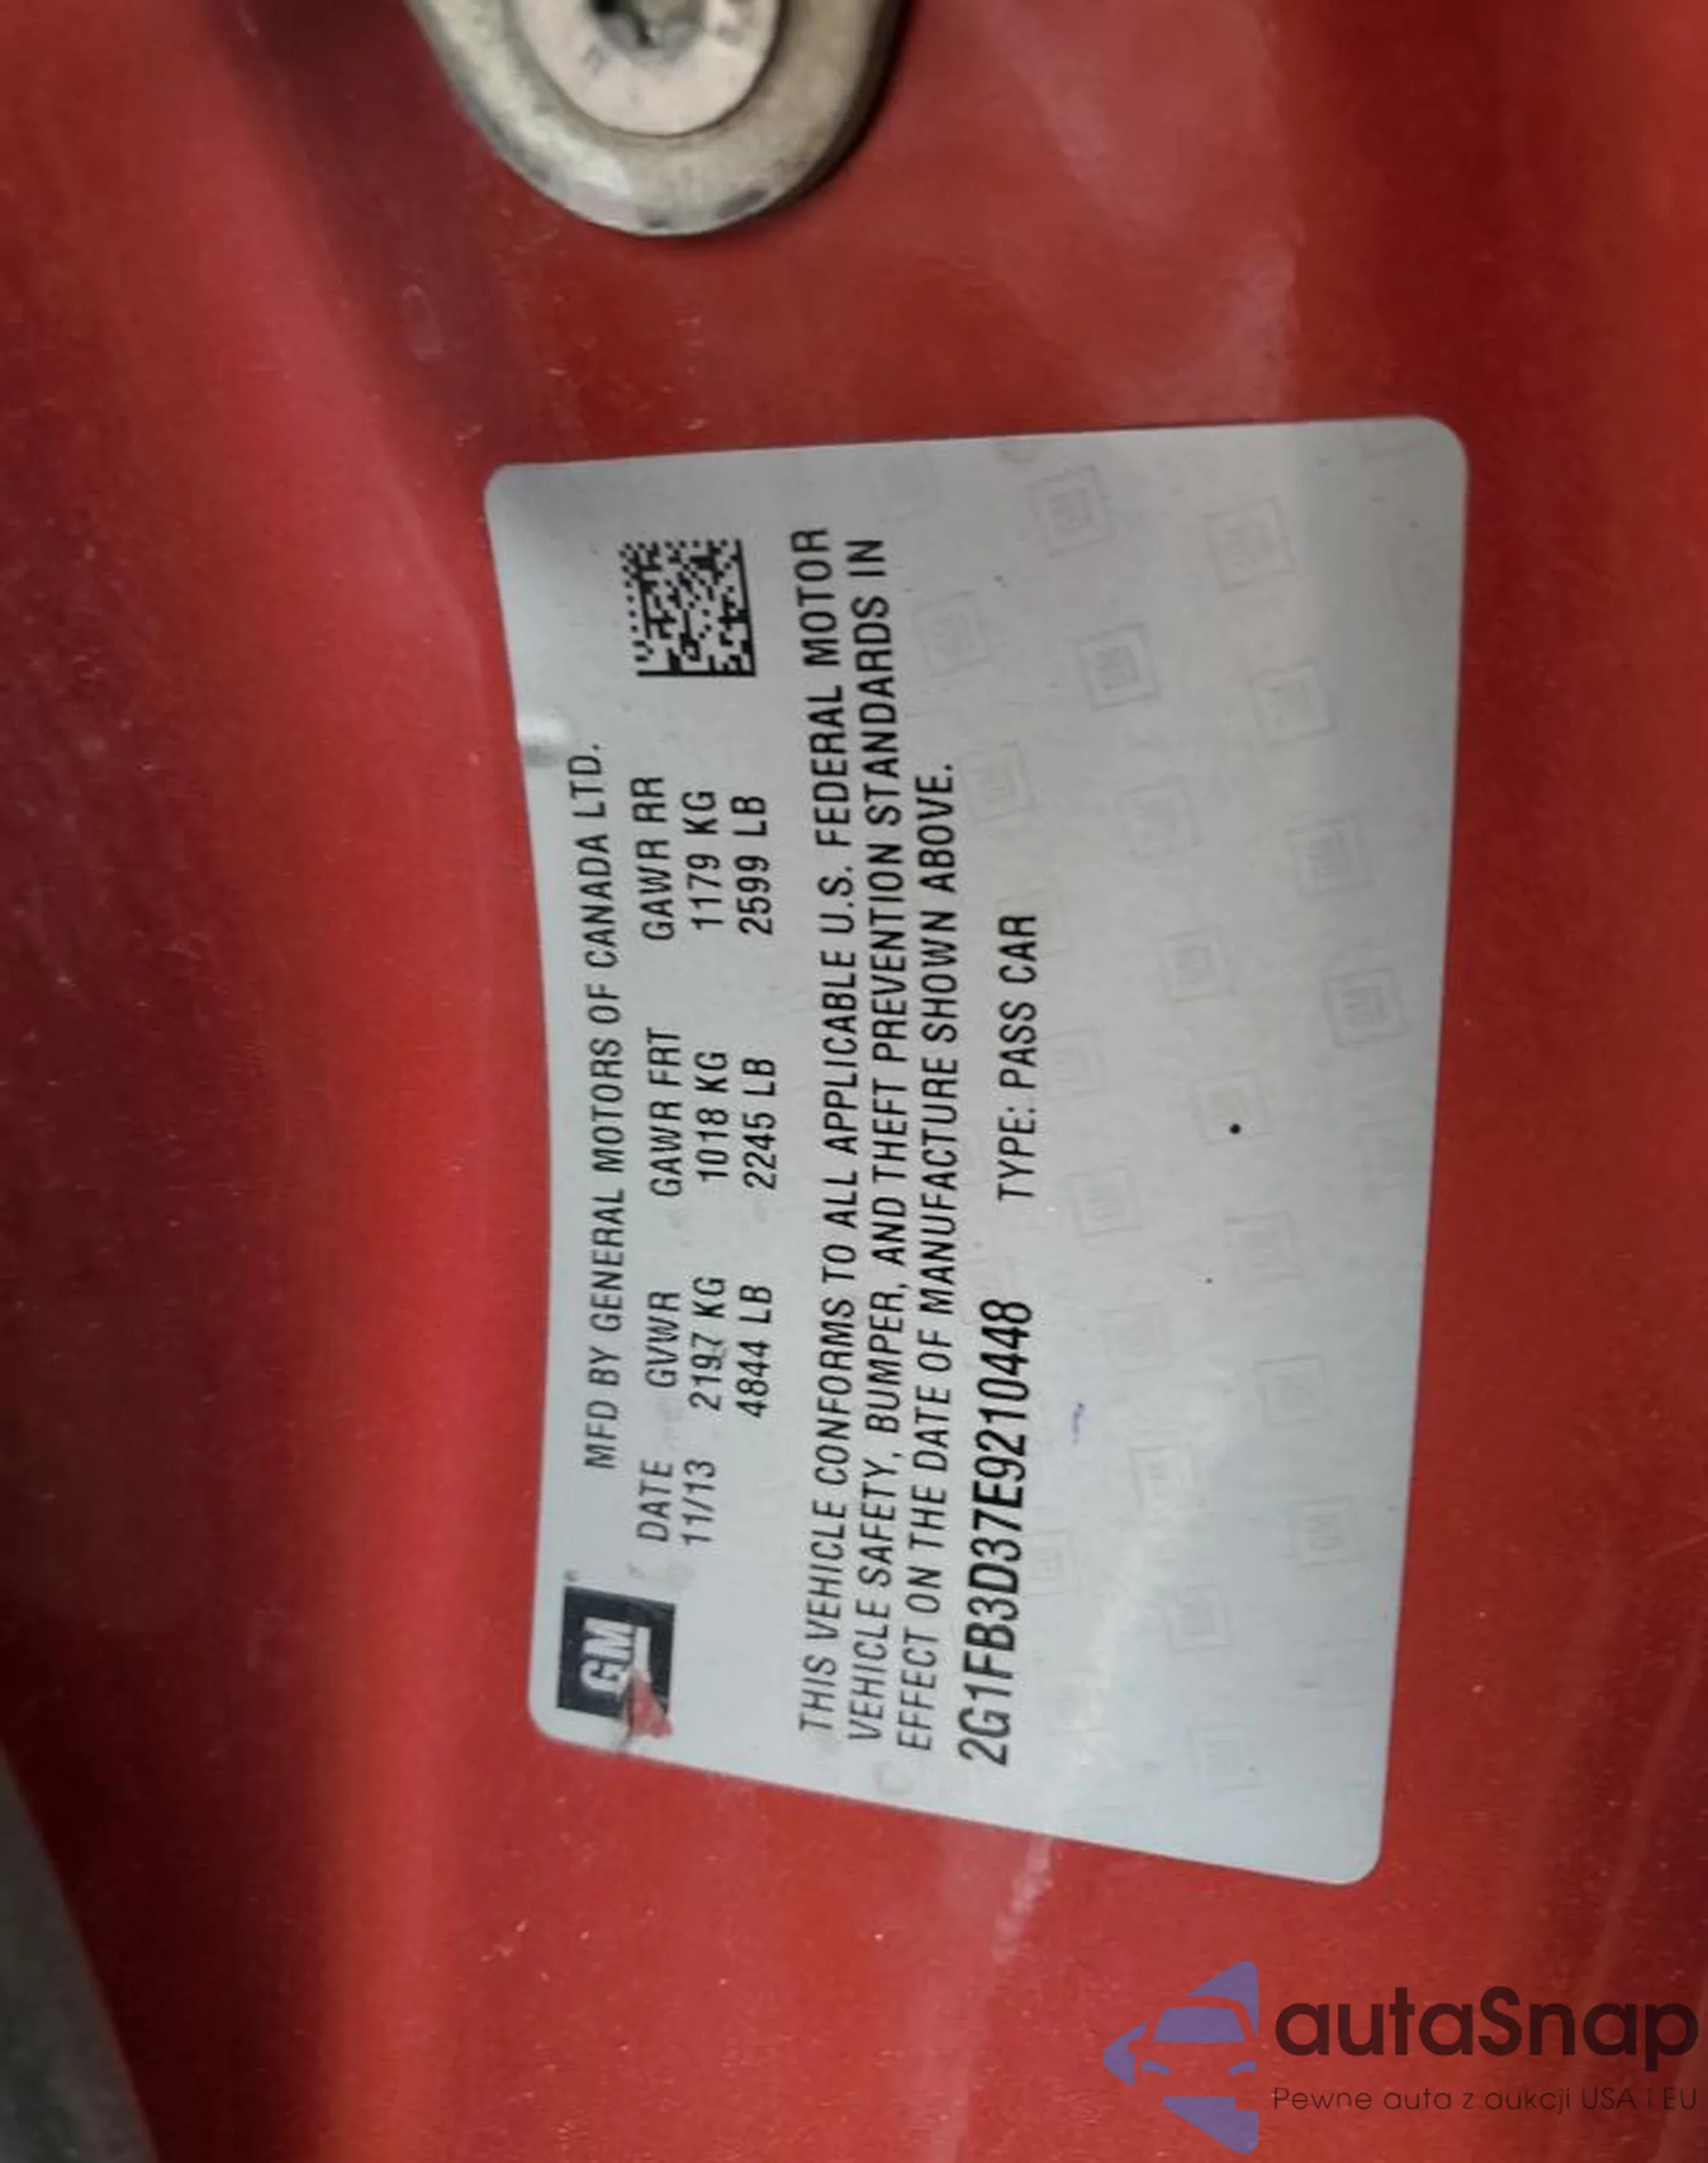 GM
MFD BY GENERAL MOTORS OF CANADA LTD.
DATE GVWR GAWR FRT GAWR RR
11/13 2197 KG 1018 KG 1179 KG
4844 LB 2245 LB 2599 LB
THIS VEHICLE CONFORMS TO ALL APPLICABLE U.S. FEDERAL MOTOR
VEHICLE SAFETY, BUMPER, AND THEFT PREVENTION STANDARDS IN
EFFECT ON THE DATE OF MANUFACTURE SHOWN ABOVE.
2G1FB3D37E9210448 TYPE: PASS CAR
autaSnap
Pewne auta z aukcji USA i EU